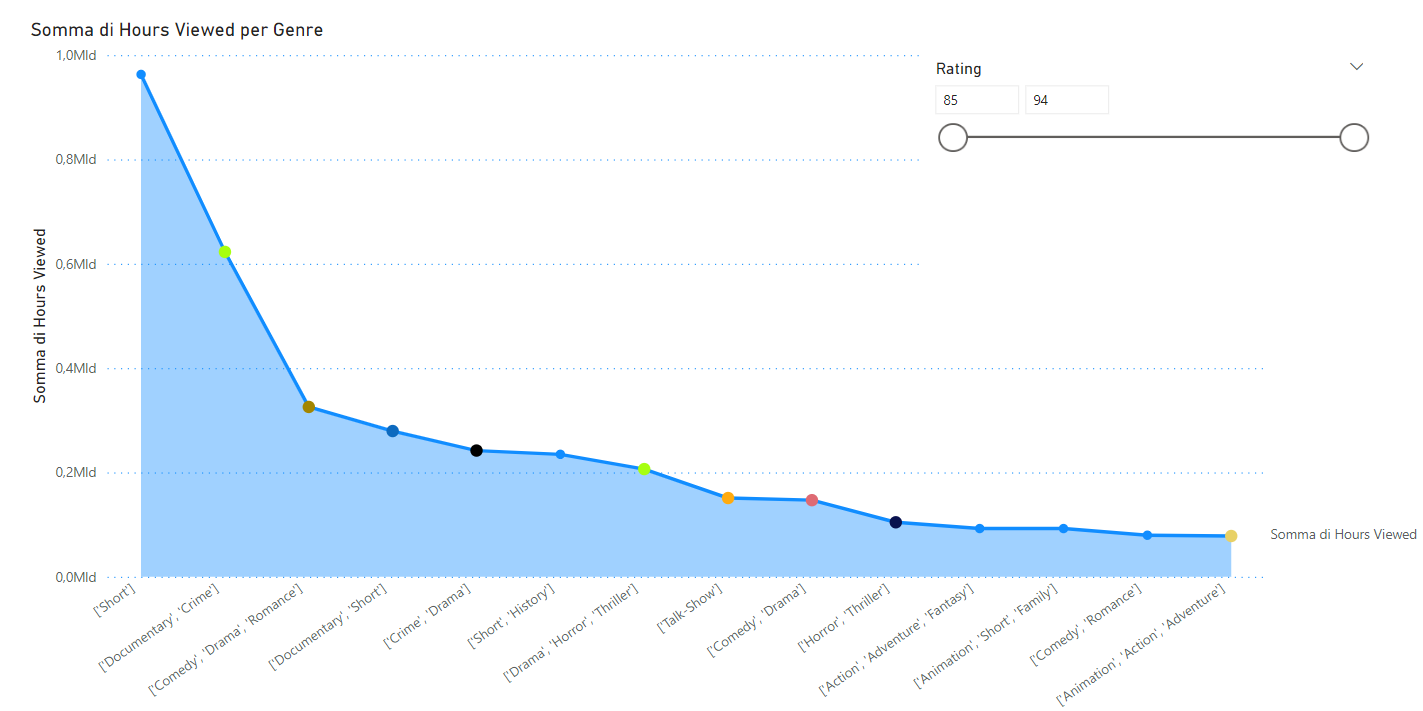 Somma di Hours Viewed per Genre
Rating
85
94
Somma di Hours Viewed
1,0Mld
0,8Mld
0,6Mld
0,4Mld
0,2Mld
0,0Mld
Somma di Hours Viewed
['Short']
['Documentary', 'Crime']
['Comedy', 'Drama', 'Romance']
['Documentary', 'Short']
['Crime', 'Drama']
['Short', 'History']
['Drama', 'Horror', 'Thriller']
['Talk-Show']
['Comedy', 'Drama']
['Horror', 'Thriller']
['Action', 'Adventure', 'Fantasy']
['Animation', 'Short', 'Family']
['Comedy', 'Romance']
['Animation', 'Action', 'Adventure']